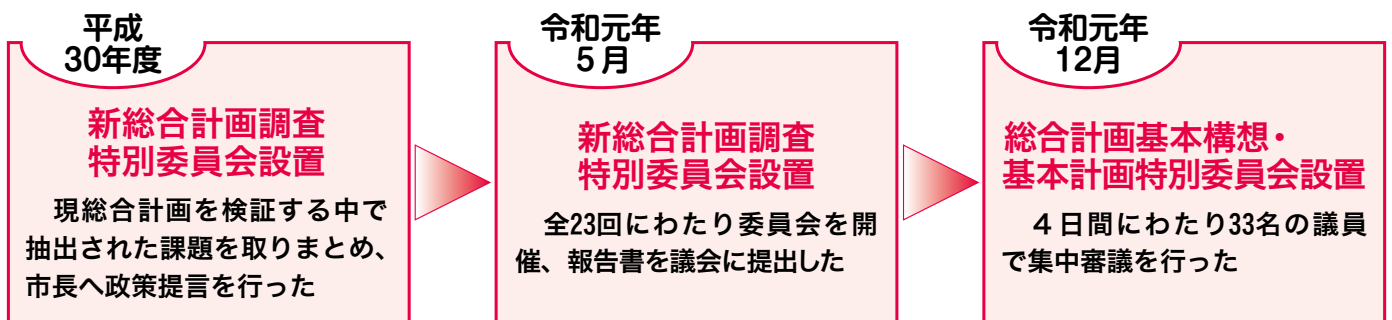 平成
30年度
新総合計画調査
特別委員会設置
　現総合計画を検証する中で
抽出された課題を取りまとめ、
市長へ政策提言を行った
令和元年
５月
新総合計画調査
特別委員会設置
　全23回にわたり委員会を開
催、報告書を議会に提出した
令和元年
12月
総合計画基本構想・
基本計画特別委員会設置
　４日間にわたり33名の議員
で集中審議を行った